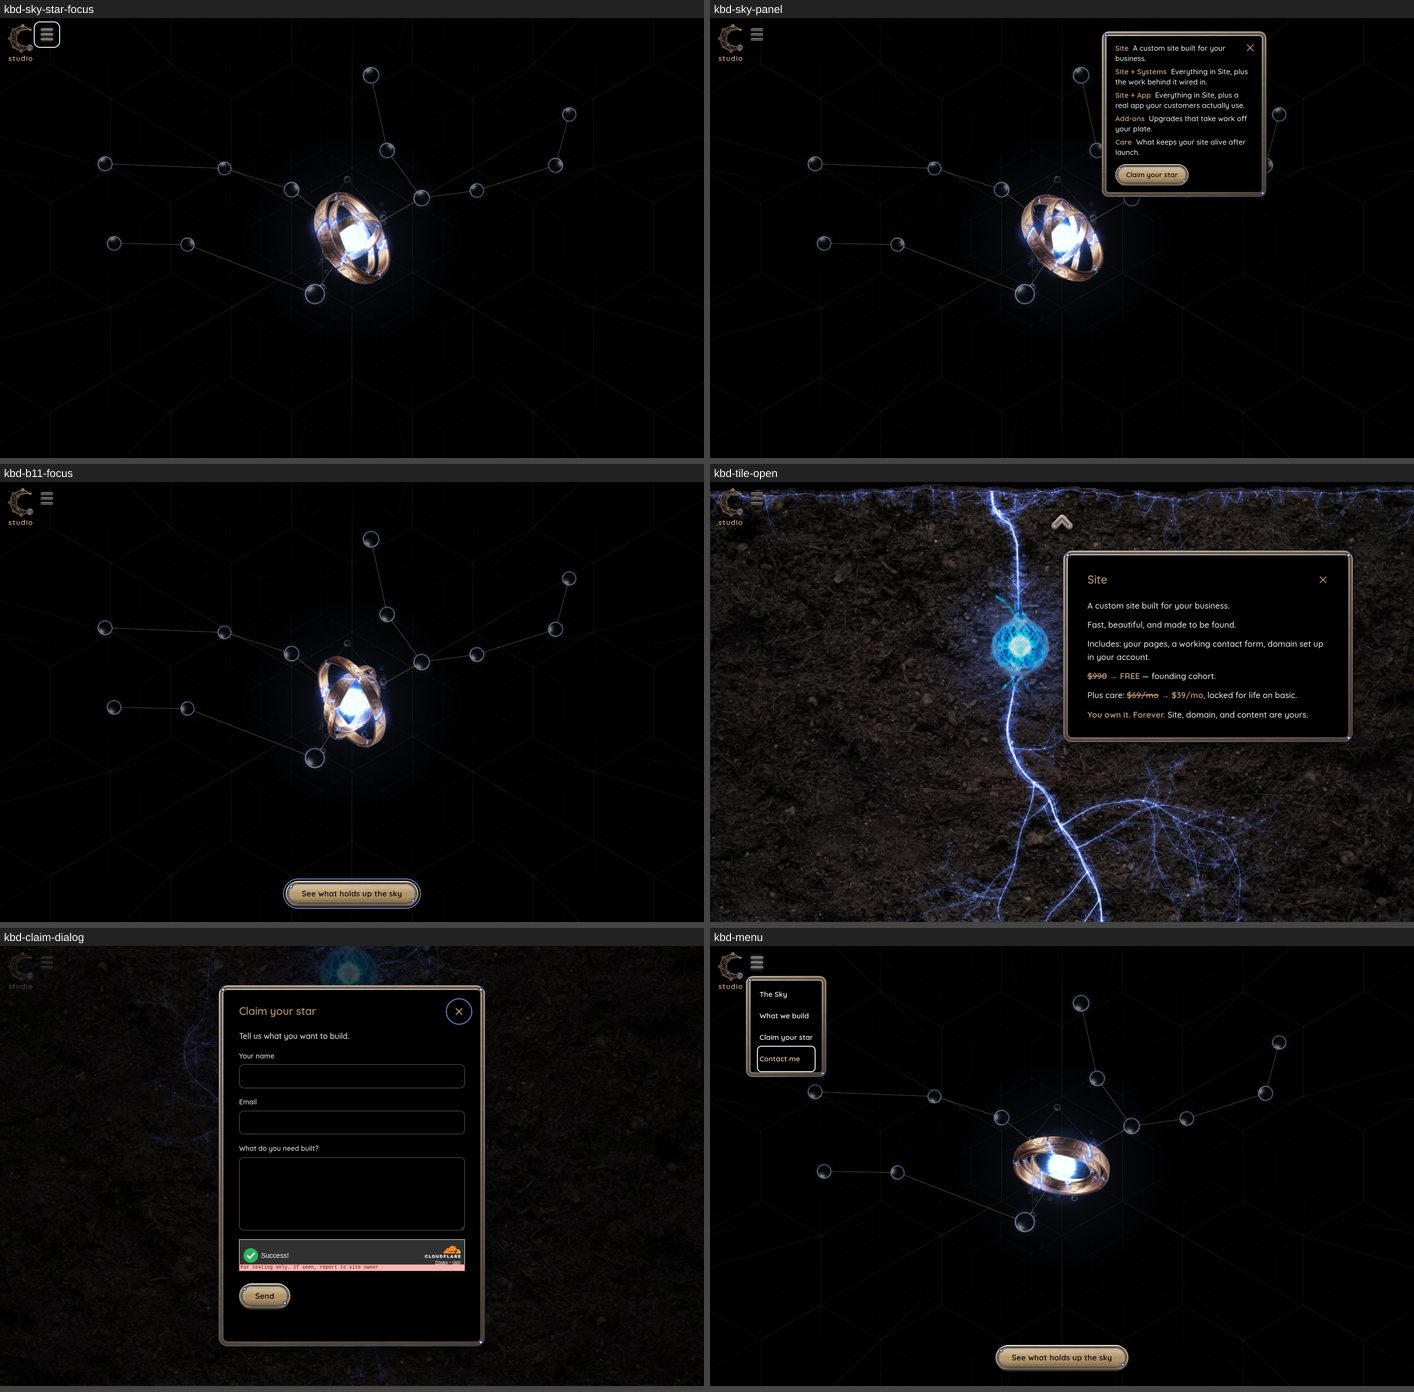 kbd-sky-star-focus
studio
kbd-sky-panel
studio
Site A custom site built for your
business.
Site + Systems Everything in Site, plus
the work behind it wired in.
Site + App Everything in Site, plus a
real app your customers actually use.
Add-ons Upgrades that take work off
your plate.
Care What keeps your site alive after
launch.
Claim your star
kbd-b11-focus
studio
See what holds up the sky
kbd-tile-open
studio
Site
A custom site built for your business.
Fast, beautiful, and made to be found.
Includes: your pages, a working contact form, domain set up
in your account.
$990 → FREE — founding cohort.
Plus care: $69/mo → $39/mo, locked for life on basic.
You own it. Forever. Site, domain, and content are yours.
kbd-claim-dialog
studio
Claim your star
Tell us what you want to build.
Your name
Email
What do you need built?
Success!
CLOUDFLARE
For testing only. If seen, report to site owner
Send
kbd-menu
studio
The Sky
What we build
Claim your star
Contact me
See what holds up the sky